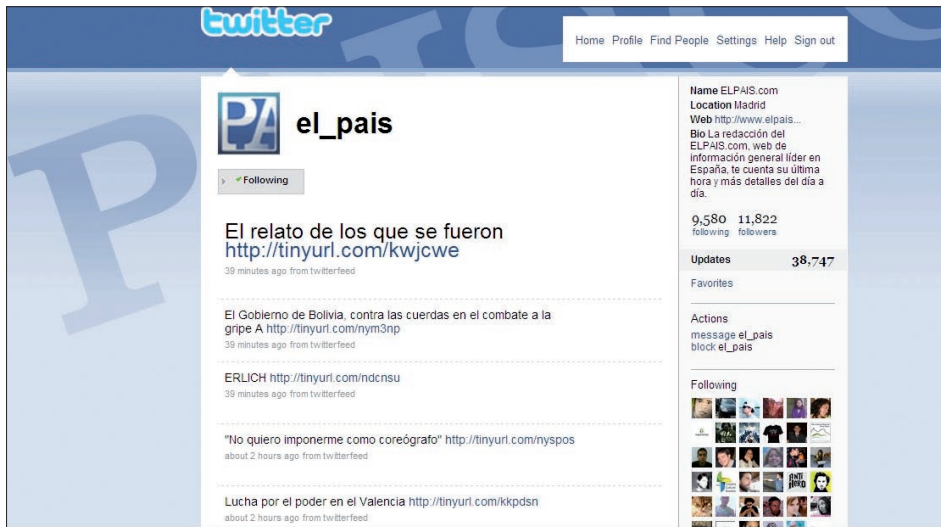 twitter
Home Profile Find People Settings Help Sign out
el_pais
Following
El relato de los que se fueron
http://tinyurl.com/kwjcwe
39 minutes ago from twitterfeed
El Gobierno de Bolivia, contra las cuerdas en el combate a la
gripe A http://tinyurl.com/nym3np
39 minutes ago from twitterfeed
ERLICH http://tinyurl.com/ndcnsu
39 minutes ago from twitterfeed
"No quiero imponerme como coreógrafo" http://tinyurl.com/nyspos
about 2 hours ago from twitterfeed
Lucha por el poder en el Valencia http://tinyurl.com/kkpdsn
about 2 hours ago from twitterfeed
Name ELPAIS.com
Location Madrid
Web http://www.elpais...
Bio La redacción del
ELPAIS.com, web de
información general líder en
España, te cuenta su última
hora y más detalles del día a
día.
9,580 11,822
following followers
Updates 38,747
Favorites
Actions
message el_pais
block el_pais
Following
ANTI
HERO